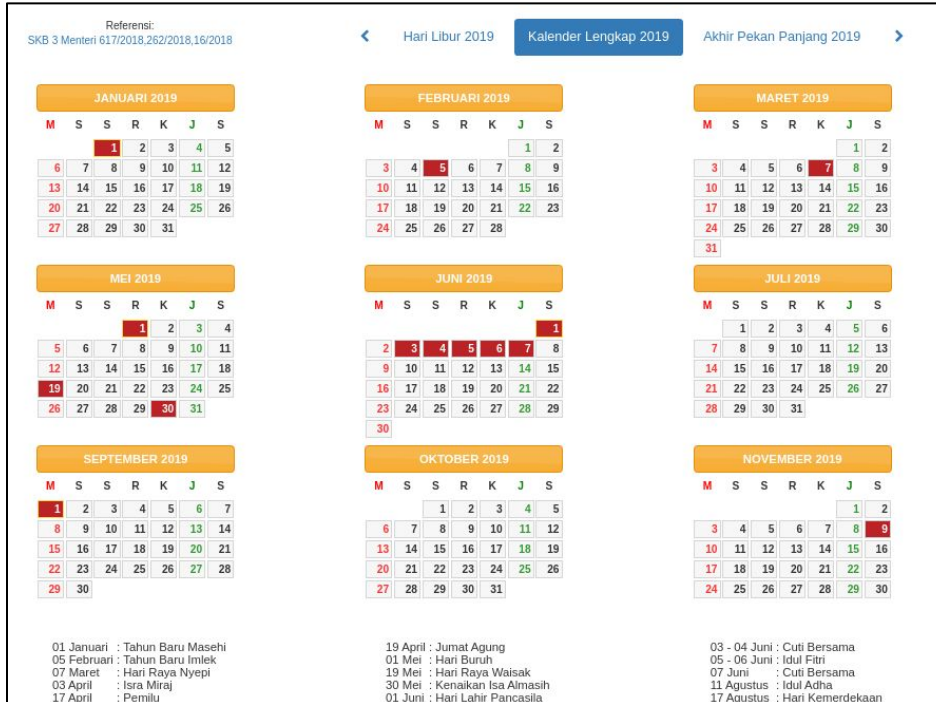 Referensi:
SKB 3 Menteri 617/2018,262/2018,16/2018
Hari Libur 2019 Kalender Lengkap 2019 Akhir Pekan Panjang 2019
JANUARI 2019
M S S R K J S
1 2 3 4 5
6 7 8 9 10 11 12
13 14 15 16 17 18 19
20 21 22 23 24 25 26
27 28 29 30 31
FEBRUARI 2019
M S S R K J S
1 2
3 4 5 6 7 8 9
10 11 12 13 14 15 16
17 18 19 20 21 22 23
24 25 26 27 28
MARET 2019
M S S R K J S
1 2
3 4 5 6 7 8 9
10 11 12 13 14 15 16
17 18 19 20 21 22 23
24 25 26 27 28 29 30
31
MEI 2019
M S S R K J S
1 2 3 4
5 6 7 8 9 10 11
12 13 14 15 16 17 18
19 20 21 22 23 24 25
26 27 28 29 30 31
JUNI 2019
M S S R K J S
1
2 3 4 5 6 7 8
9 10 11 12 13 14 15
16 17 18 19 20 21 22
23 24 25 26 27 28 29
30
JULI 2019
M S S R K J S
1 2 3 4 5 6
7 8 9 10 11 12 13
14 15 16 17 18 19 20
21 22 23 24 25 26 27
28 29 30 31
SEPTEMBER 2019
M S S R K J S
1 2 3 4 5 6 7
8 9 10 11 12 13 14
15 16 17 18 19 20 21
22 23 24 25 26 27 28
29 30
OKTOBER 2019
M S S R K J S
1 2 3 4 5
6 7 8 9 10 11 12
13 14 15 16 17 18 19
20 21 22 23 24 25 26
27 28 29 30 31
NOVEMBER 2019
M S S R K J S
1 2
3 4 5 6 7 8 9
10 11 12 13 14 15 16
17 18 19 20 21 22 23
24 25 26 27 28 29 30
01 Januari : Tahun Baru Masehi
05 Februari : Tahun Baru Imlek
07 Maret : Hari Raya Nyepi
03 April : Isra Miraj
17 April : Pemilu
19 April : Jumat Agung
01 Mei : Hari Buruh
19 Mei : Hari Raya Waisak
30 Mei : Kenaikan Isa Almasih
01 Juni : Hari Lahir Pancasila
03 - 04 Juni : Cuti Bersama
05 - 06 Juni : Idul Fitri
07 Juni : Cuti Bersama
11 Agustus : Idul Adha
17 Agustus : Hari Kemerdekaan